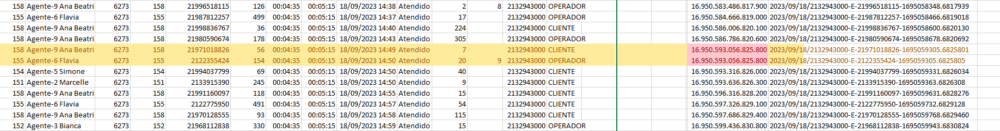 158 Agente-9 Ana Beatri 6273 158 21996518115 126 00:04:35 00:05:15 18/09/2023 14:38 Atendido 2 8 2132943000 OPERADOR 16.950.583.486.817.900 2023/09/18/2132943000-E-21996518115-1695058348.6817939
155 Agente-6 Flavia 6273 155 21987812257 499 00:04:35 00:05:15 18/09/2023 14:37 Atendido 17 2132943000 OPERADOR 16.950.584.666.819.000 2023/09/18/2132943000-E-21987812257-1695058466.6819018
158 Agente-9 Ana Beatri 6273 158 21998836767 36 00:04:35 00:05:15 18/09/2023 14:40 Atendido 224 2132943000 CLIENTE 16.950.586.006.820.100 2023/09/18/2132943000-E-21998836767-1695058600.6820130
158 Agente-9 Ana Beatri 6273 158 21980590674 178 00:04:35 00:05:15 18/09/2023 14:43 Atendido 305 2132943000 OPERADOR 16.950.586.786.820.600 2023/09/18/2132943000-E-21980590674-1695058678.6820692
158 Agente-9 Ana Beatri 6273 158 21971018826 56 00:04:35 00:05:15 18/09/2023 14:49 Atendido 7 2132943000 CLIENTE 16.950.593.056.825.800 2023/09/18/2132943000-E-21971018826-1695059305.6825801
155 Agente-6 Flavia 6273 155 2122355424 154 00:04:35 00:05:15 18/09/2023 14:50 Atendido 20 9 2132943000 OPERADOR 16.950.593.056.825.800 2023/09/18/2132943000-E-2122355424-1695059305.6825805
154 Agente-5 Simone 6273 154 21994037799 69 00:04:35 00:05:15 18/09/2023 14:50 Atendido 40 2132943000 CLIENTE 16.950.593.316.826.000 2023/09/18/2132943000-E-21994037799-1695059331.6826034
151 Agente-2 Marcelle 6273 151 2133915390 245 00:04:35 00:05:15 18/09/2023 14:50 Atendido 9 2132943000 CLIENTE 16.950.593.636.826.300 2023/09/18/2132943000-E-2133915390-1695059363.6826308
158 Agente-9 Ana Beatri 6273 158 21991160097 118 00:04:35 00:05:15 18/09/2023 14:55 Atendido 15 2132943000 CLIENTE 16.950.596.316.828.200 2023/09/18/2132943000-E-21991160097-1695059631.6828276
155 Agente-6 Flavia 6273 155 2122775950 491 00:04:35 00:05:15 18/09/2023 14:57 Atendido 54 2132943000 CLIENTE 16.950.597.326.829.100 2023/09/18/2132943000-E-2122775950-1695059732.6829128
158 Agente-9 Ana Beatri 6273 158 21970128555 93 00:04:35 00:05:15 18/09/2023 14:58 Atendido 115 2132943000 CLIENTE 16.950.597.686.829.400 2023/09/18/2132943000-E-21970128555-1695059768.6829460
152 Agente-3 Bianca 6273 152 21968112838 330 00:04:35 00:05:15 18/09/2023 14:59 Atendido 15 2132943000 OPERADOR 16.950.599.436.830.800 2023/09/18/2132943000-E-21968112838-1695059943.6830824